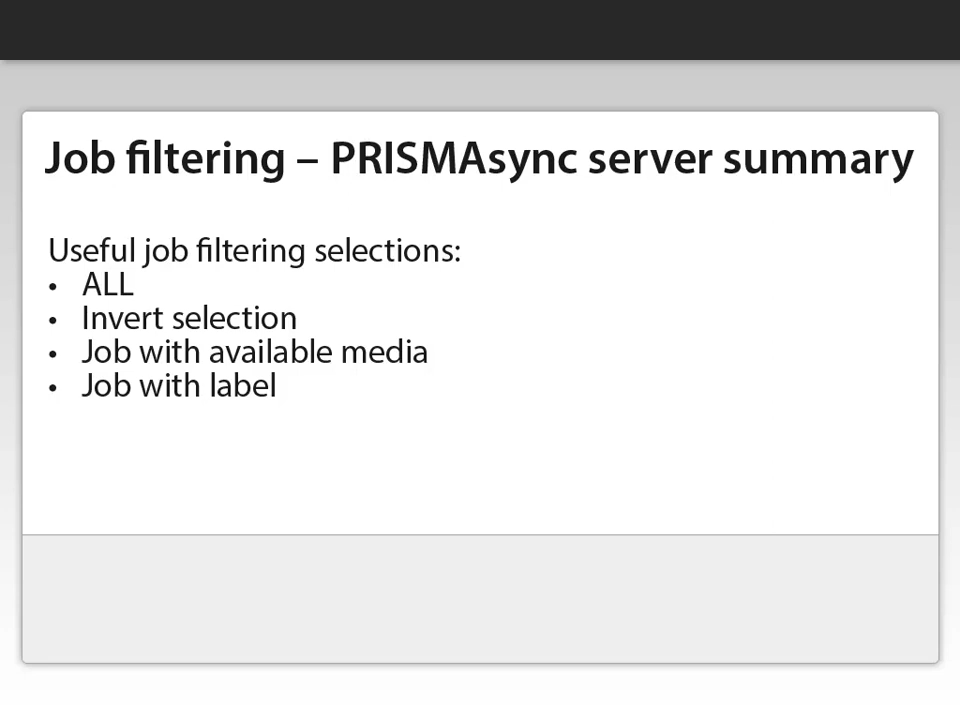 Job filtering – PRISMAsync server summary
Useful job filtering selections:
• ALL
• Invert selection
• Job with available media
• Job with label